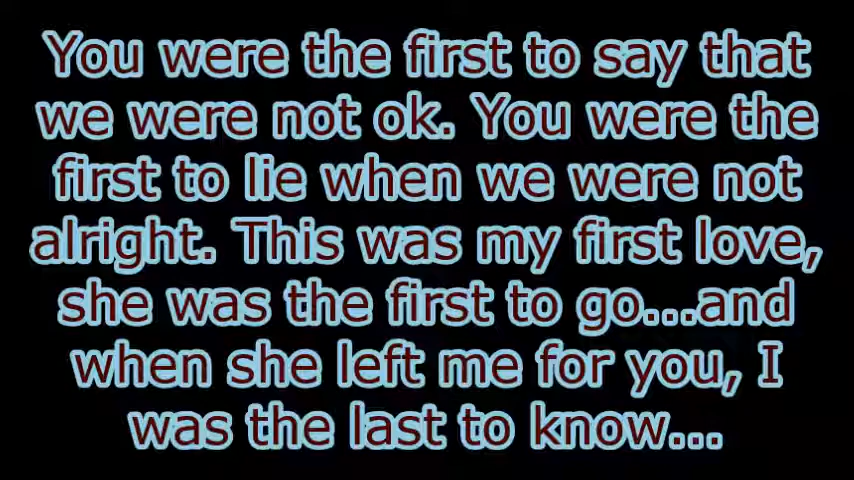 You were the first to say that
we were not ok. You were the
first to lie when we were not
alright. This was my first love,
she was the first to go...and
when she left me for you, I
was the last to know...